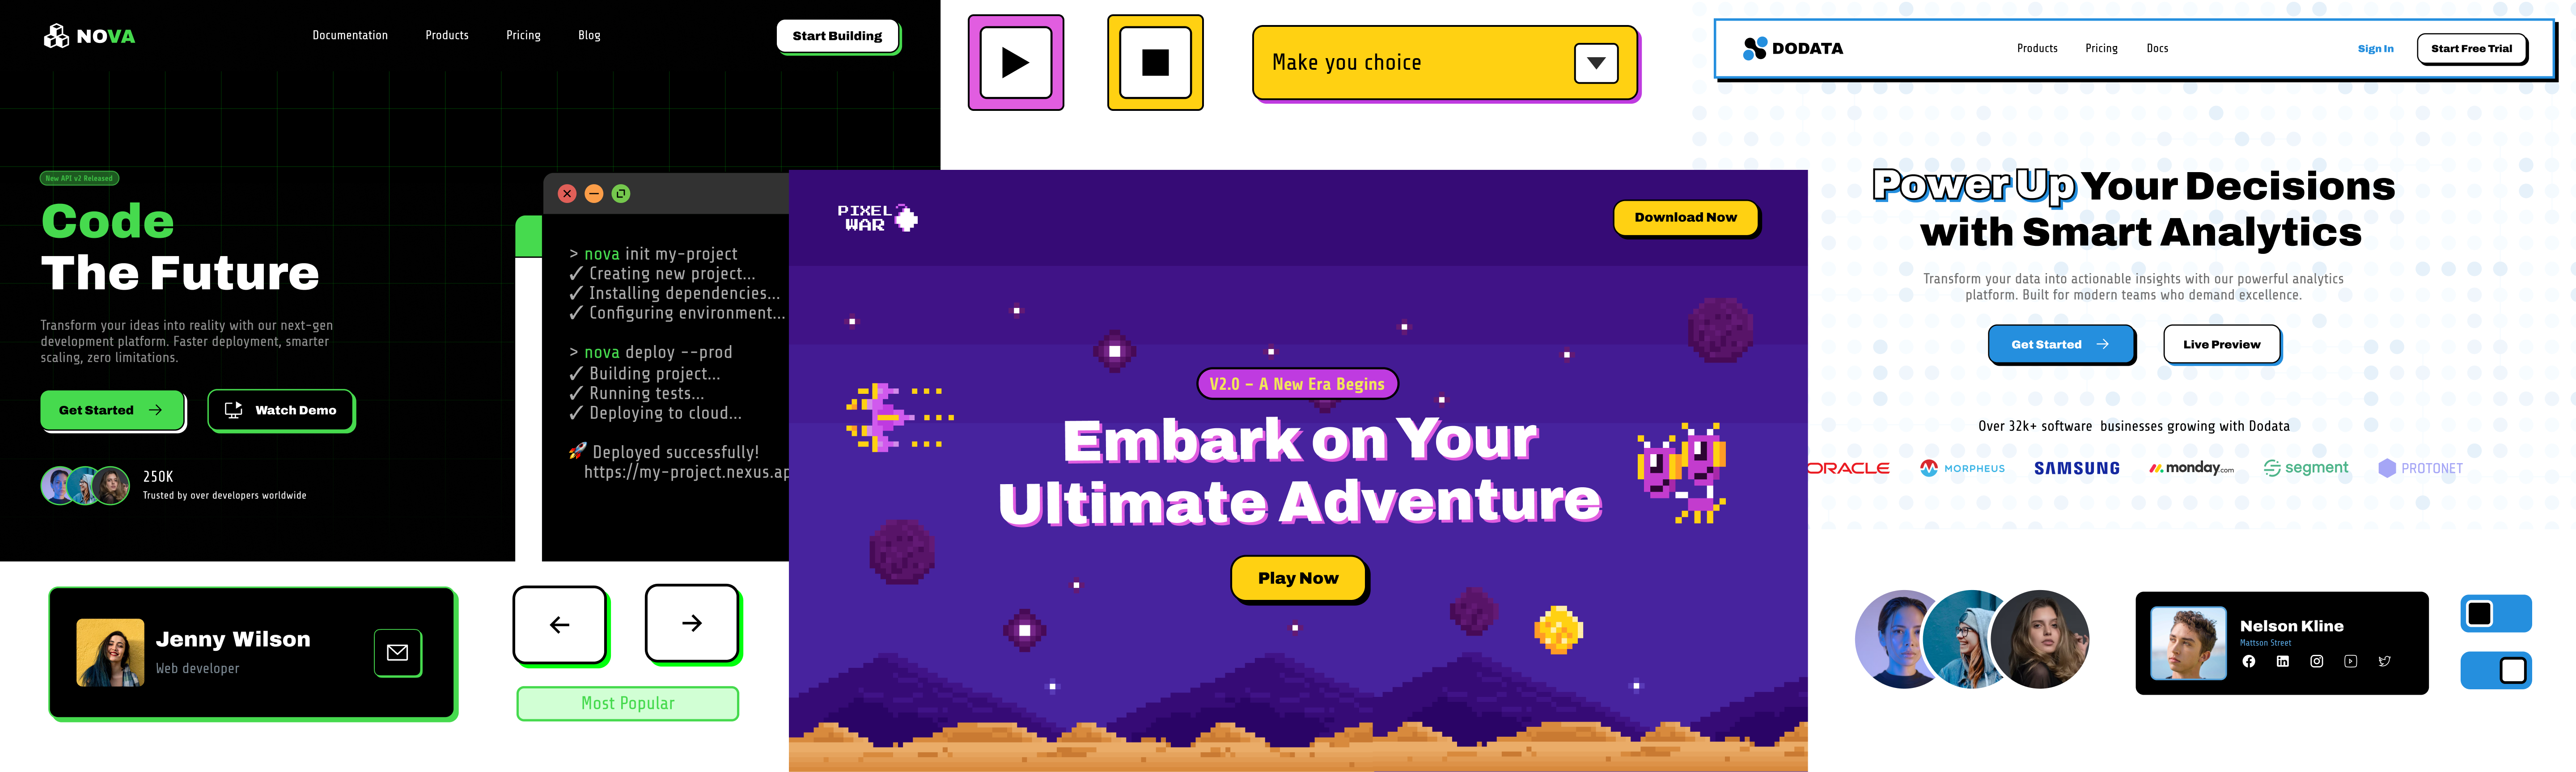 NOVA
Documentation
Products
Pricing
Blog
Start Building
New API v2 Released
Code
The Future
Transform your ideas into reality with our next-gen
development platform. Faster deployment, smarter
scaling, zero limitations.
Get Started
Watch Demo
250K
Trusted by over developers worldwide
> nova init my-project
✓ Creating new project...
✓ Installing dependencies...
✓ Configuring environment...
> nova deploy --prod
✓ Building project...
✓ Running tests...
✓ Deploying to cloud...
🚀 Deployed successfully!
https://my-project.nexus.ap
Jenny Wilson
Web developer
Most Popular
Make you choice
PIXEL
WAR
Download Now
V2.0 – A New Era Begins
Embark on Your
Ultimate Adventure
Play Now
DODATA
Products
Pricing
Docs
Sign In
Start Free Trial
Power Up Your Decisions
with Smart Analytics
Transform your data into actionable insights with our powerful analytics
platform. Built for modern teams who demand excellence.
Get Started
Live Preview
Over 32k+ software businesses growing with Dodata
ORACLE
MORPHEUS
SAMSUNG
monday.com
segment
PROTONET
Nelson Kline
Mattson Street